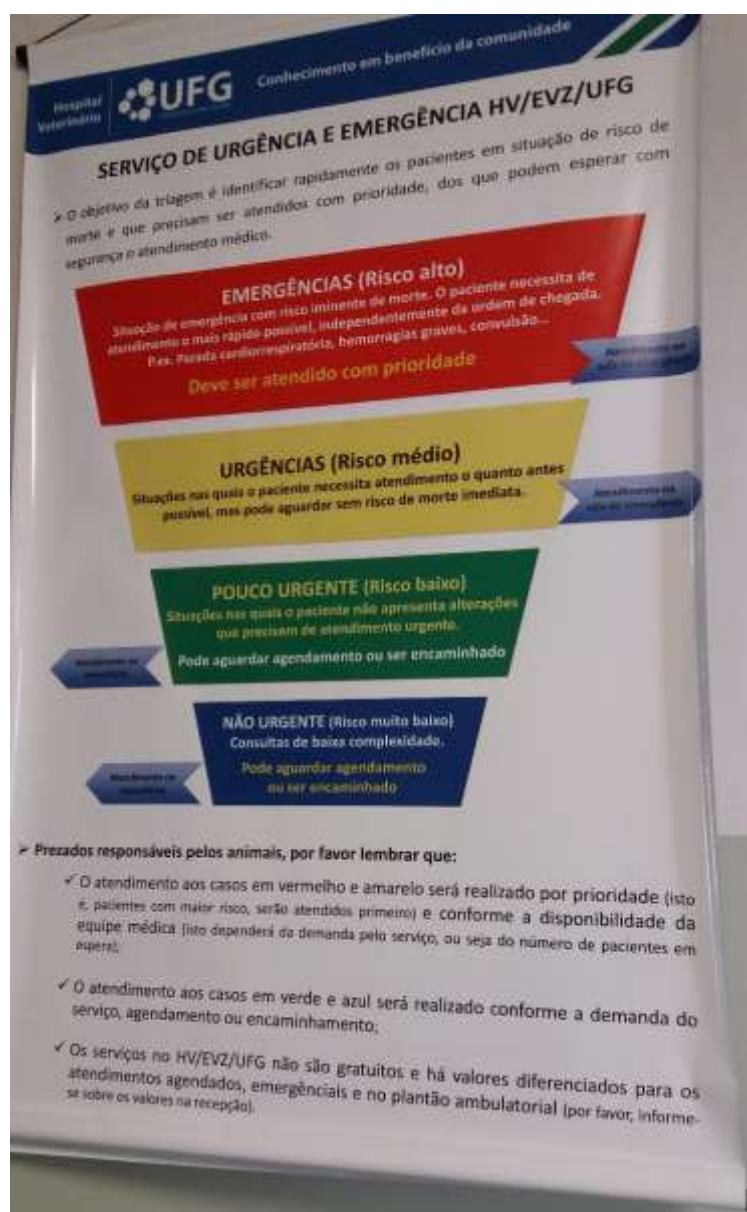 Hospital
Veterinário
UFG
Conhecimento em benefício da comunidade
SERVIÇO DE URGÊNCIA E EMERGÊNCIA HV/EVZ/UFG
➢ O objetivo da triagem é identificar rapidamente os pacientes em situação de risco de
morte e que precisam ser atendidos com prioridade, dos que podem esperar com
segurança o atendimento médico.
EMERGÊNCIAS (Risco alto)
Situação de emergência com risco iminente de morte. O paciente necessita de
atendimento o mais rápido possível, independentemente da ordem de chegada.
P.ex. Parada cardiorrespiratória, hemorragias graves, convulsão...
Deve ser atendido com prioridade
Atendimento na
URGÊNCIAS (Risco médio)
Situações nas quais o paciente necessita atendimento o quanto antes
possível, mas pode aguardar sem risco de morte imediata.
Atendimento na
POUCO URGENTE (Risco baixo)
Situações nas quais o paciente não apresenta alterações
que precisem de atendimento urgente.
Pode aguardar agendamento ou ser encaminhado
Atendimento no
NÃO URGENTE (Risco muito baixo)
Consultas de baixa complexidade.
Pode aguardar agendamento
ou ser encaminhado
Atendimento no
➢ Prezados responsáveis pelos animais, por favor lembrar que:
✓ O atendimento aos casos em vermelho e amarelo será realizado por prioridade (isto
é, pacientes com maior risco, serão atendidos primeiro) e conforme a disponibilidade da
equipe médica (isto dependerá da demanda pelo serviço, ou seja do número de pacientes em
espera);
✓ O atendimento aos casos em verde e azul será realizado conforme a demanda do
serviço, agendamento ou encaminhamento;
✓ Os serviços no HV/EVZ/UFG não são gratuitos e há valores diferenciados para os
atendimentos agendados, emergênciais e no plantão ambulatorial (por favor, informe-
se sobre os valores na recepção).